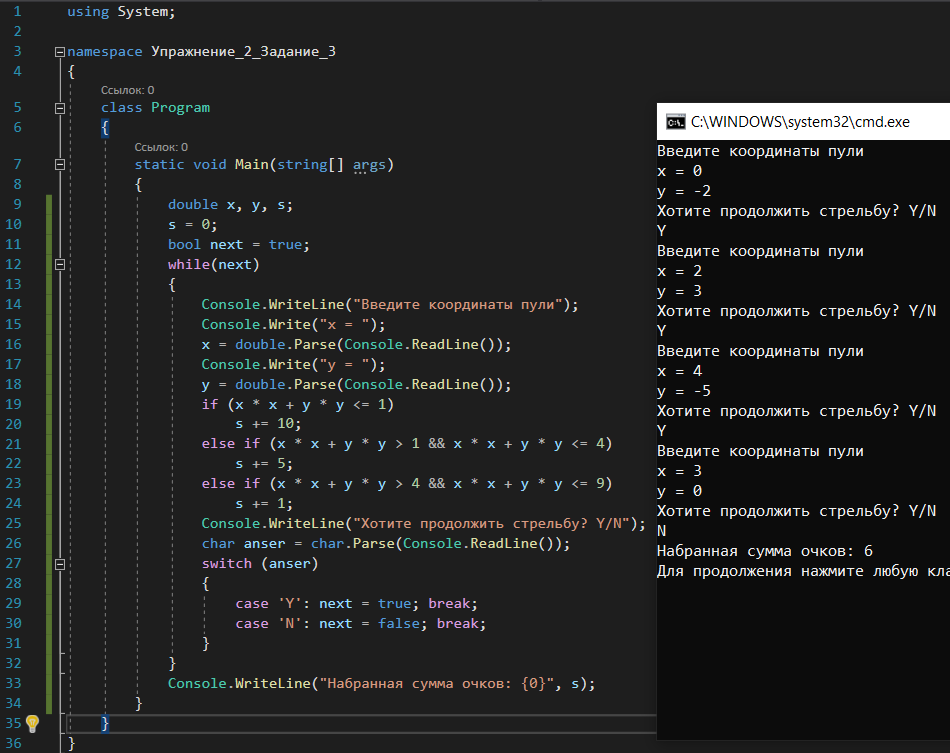 1 using System;
2
3 namespace Упражнение_2_Задание_3
4 {
Ссылок: 0
5 class Program
6 {
Ссылок: 0
7 static void Main(string[] args)
8 {
9 double x, y, s;
10 s = 0;
11 bool next = true;
12 while(next)
13 {
14 Console.WriteLine("Введите координаты пули");
15 Console.Write("x = ");
16 x = double.Parse(Console.ReadLine());
17 Console.Write("y = ");
18 y = double.Parse(Console.ReadLine());
19 if (x * x + y * y <= 1)
20 s += 10;
21 else if (x * x + y * y > 1 && x * x + y * y <= 4)
22 s += 5;
23 else if (x * x + y * y > 4 && x * x + y * y <= 9)
24 s += 1;
25 Console.WriteLine("Хотите продолжить стрельбу? Y/N");
26 char anser = char.Parse(Console.ReadLine());
27 switch (anser)
28 {
29 case 'Y': next = true; break;
30 case 'N': next = false; break;
31 }
32 }
33 Console.WriteLine("Набранная сумма очков: {0}", s);
34 }
35 }
36 }
C:\WINDOWS\system32\cmd.exe
Введите координаты пули
x = 0
y = -2
Хотите продолжить стрельбу? Y/N
Y
Введите координаты пули
x = 2
y = 3
Хотите продолжить стрельбу? Y/N
Y
Введите координаты пули
x = 4
y = -5
Хотите продолжить стрельбу? Y/N
Y
Введите координаты пули
x = 3
y = 0
Хотите продолжить стрельбу? Y/N
N
Набранная сумма очков: 6
Для продолжения нажмите любую кла